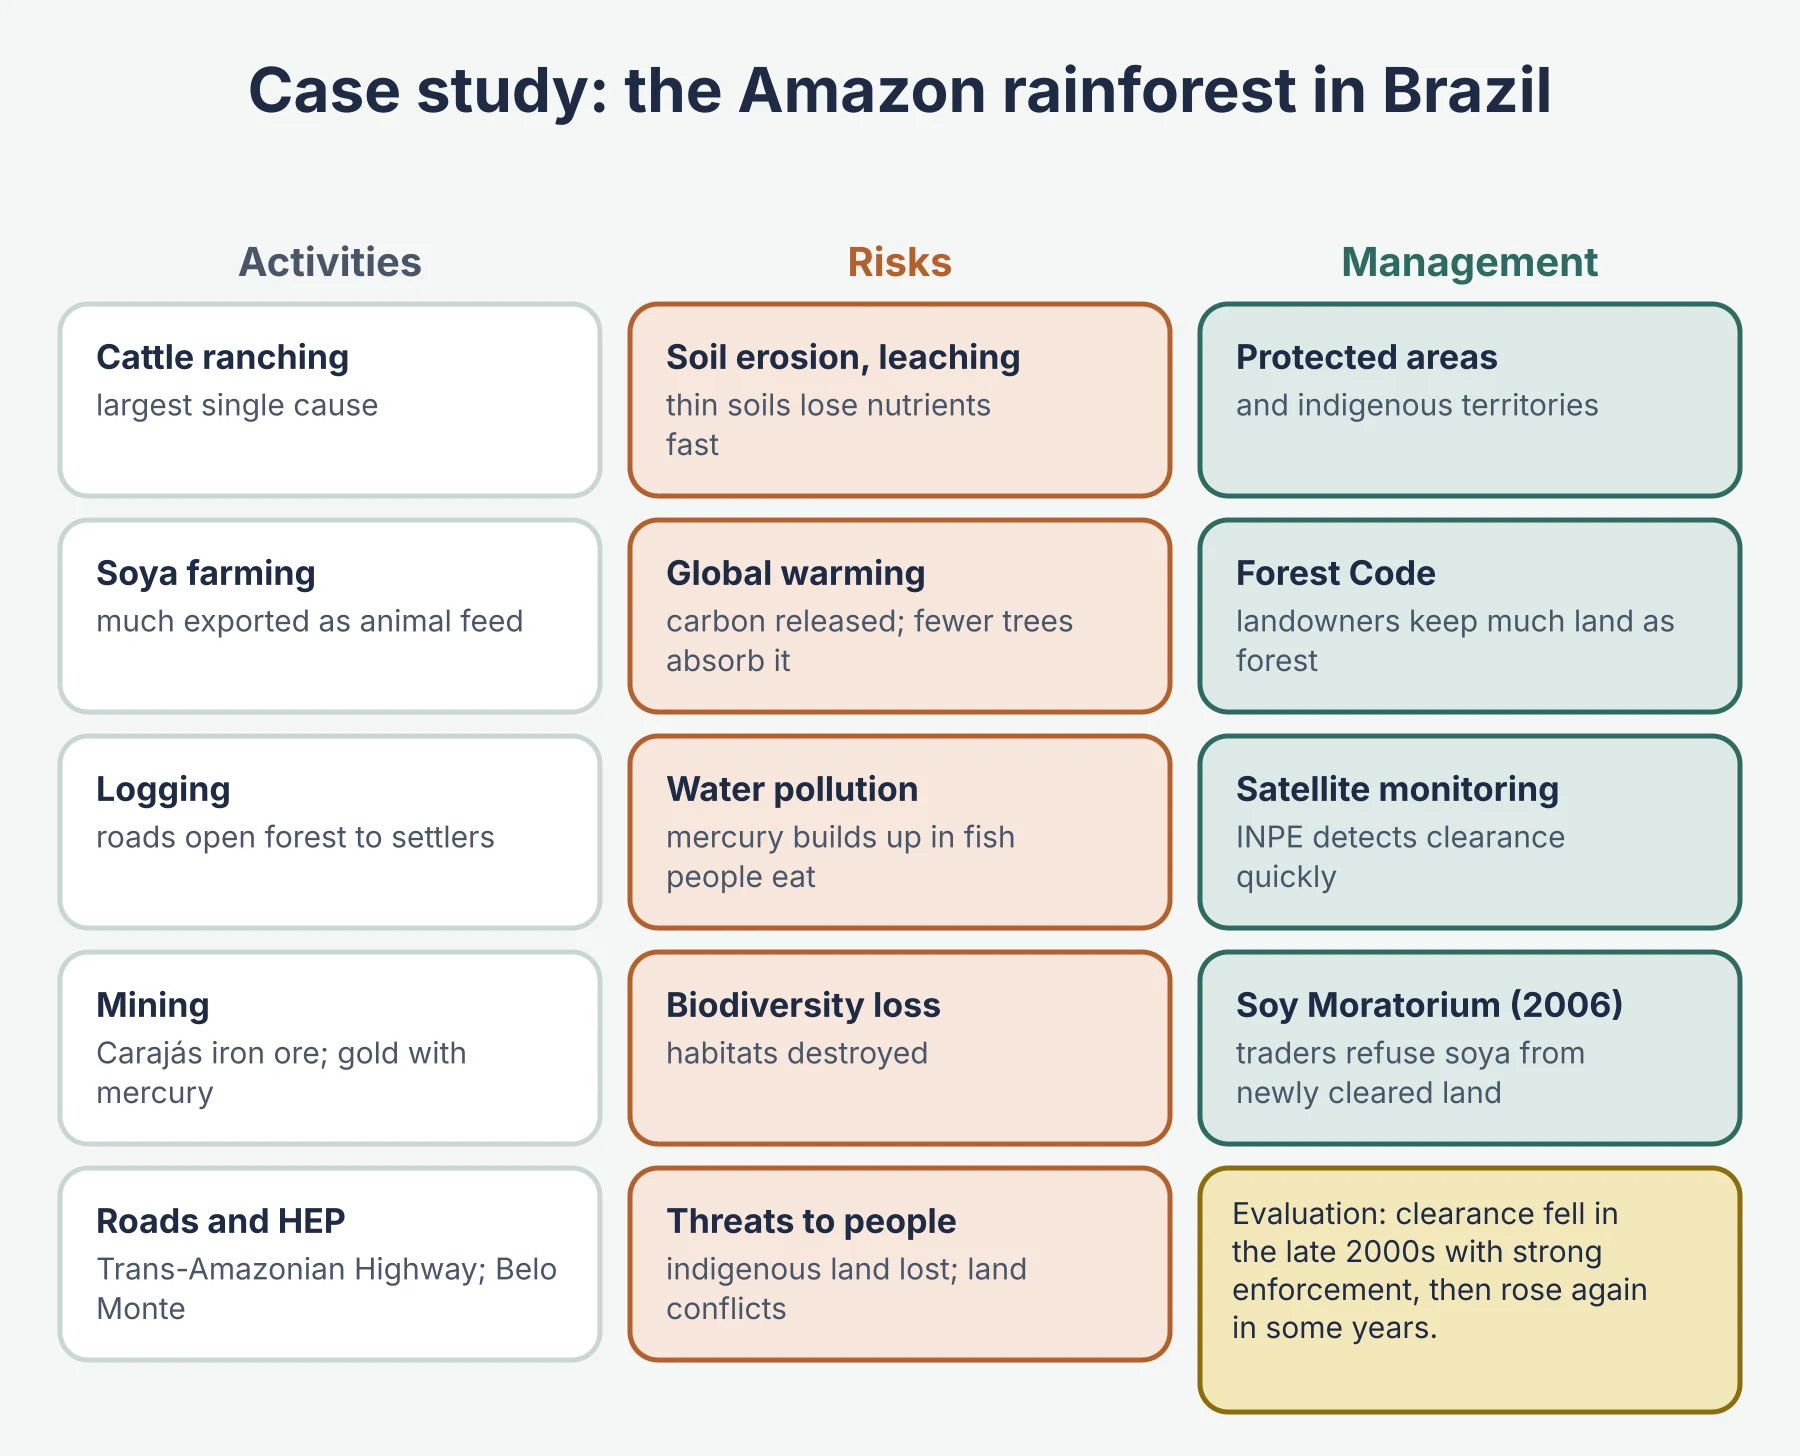 Case study: the Amazon rainforest in Brazil
Activities
Cattle ranching
largest single cause
Soya farming
much exported as animal feed
Logging
roads open forest to settlers
Mining
Carajás iron ore; gold with
mercury
Roads and HEP
Trans-Amazonian Highway; Belo
Monte
Risks
Soil erosion, leaching
thin soils lose nutrients
fast
Global warming
carbon released; fewer trees
absorb it
Water pollution
mercury builds up in fish
people eat
Biodiversity loss
habitats destroyed
Threats to people
indigenous land lost; land
conflicts
Management
Protected areas
and indigenous territories
Forest Code
landowners keep much land as
forest
Satellite monitoring
INPE detects clearance
quickly
Soy Moratorium (2006)
traders refuse soya from
newly cleared land
Evaluation: clearance fell in
the late 2000s with strong
enforcement, then rose again
in some years.